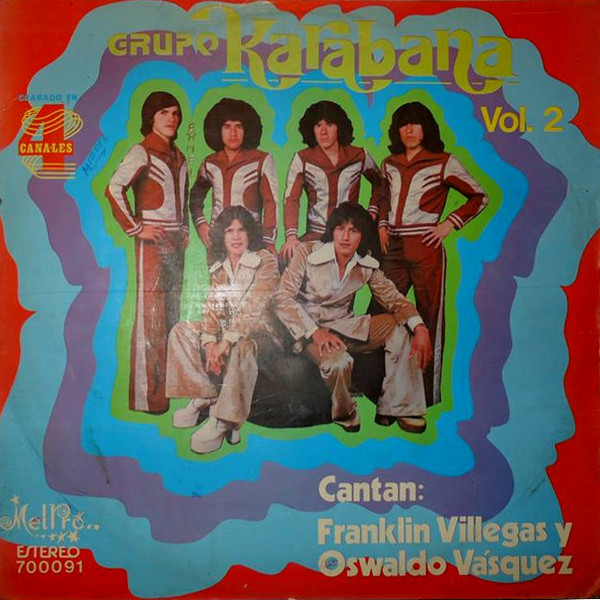 GRUPO Karabana
Vol. 2
GRABADO EN
4
CANALES
Cantan:
Franklin Villegas y
Oswaldo Vásquez
MelPro..
ESTEREO
700091